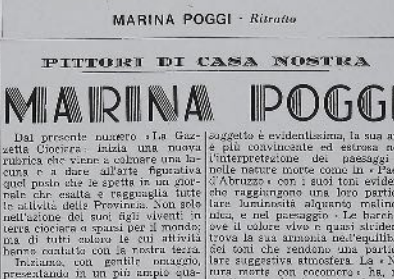 MARINA POGGI - Ritratto
PITTORI DI CASA NOSTRA
MARINA POGGI
Dal presente numero «La Gaz-
zetta Ciociara» inizia una nuova
rubrica che viene a colmare una la-
cuna e a dare all'arte figurativa
quel posto che le spetta in un gior-
nale che esalta e ragguaglia tutte
le attività della Provincia. Non solo
nell'azione dei suoi figli viventi in
terra ciociara o sparsi per il mondo;
ma di tutti coloro le cui attività
hanno contatto con la nostra terra.
Iniziamo, con gentile omaggio,
presentando in un più ampio qua-
soggetto è evidentissima, la sua a
è più convincente ed estrosa n
l'interpretazione dei paesaggi
nelle nature morte come in « Pae
d'Abruzzo » con i suoi toni eviden
che raggiungono una loro parti
lare luminosità alquanto malin
nica, e nel paesaggio « Le barch
ove il colore vivo e quasi stride
trova la sua armonia nell'equilib
dei toni che rendono una parti
lare suggestiva atmosfera. La « N
tura morta con cocomero » ha,